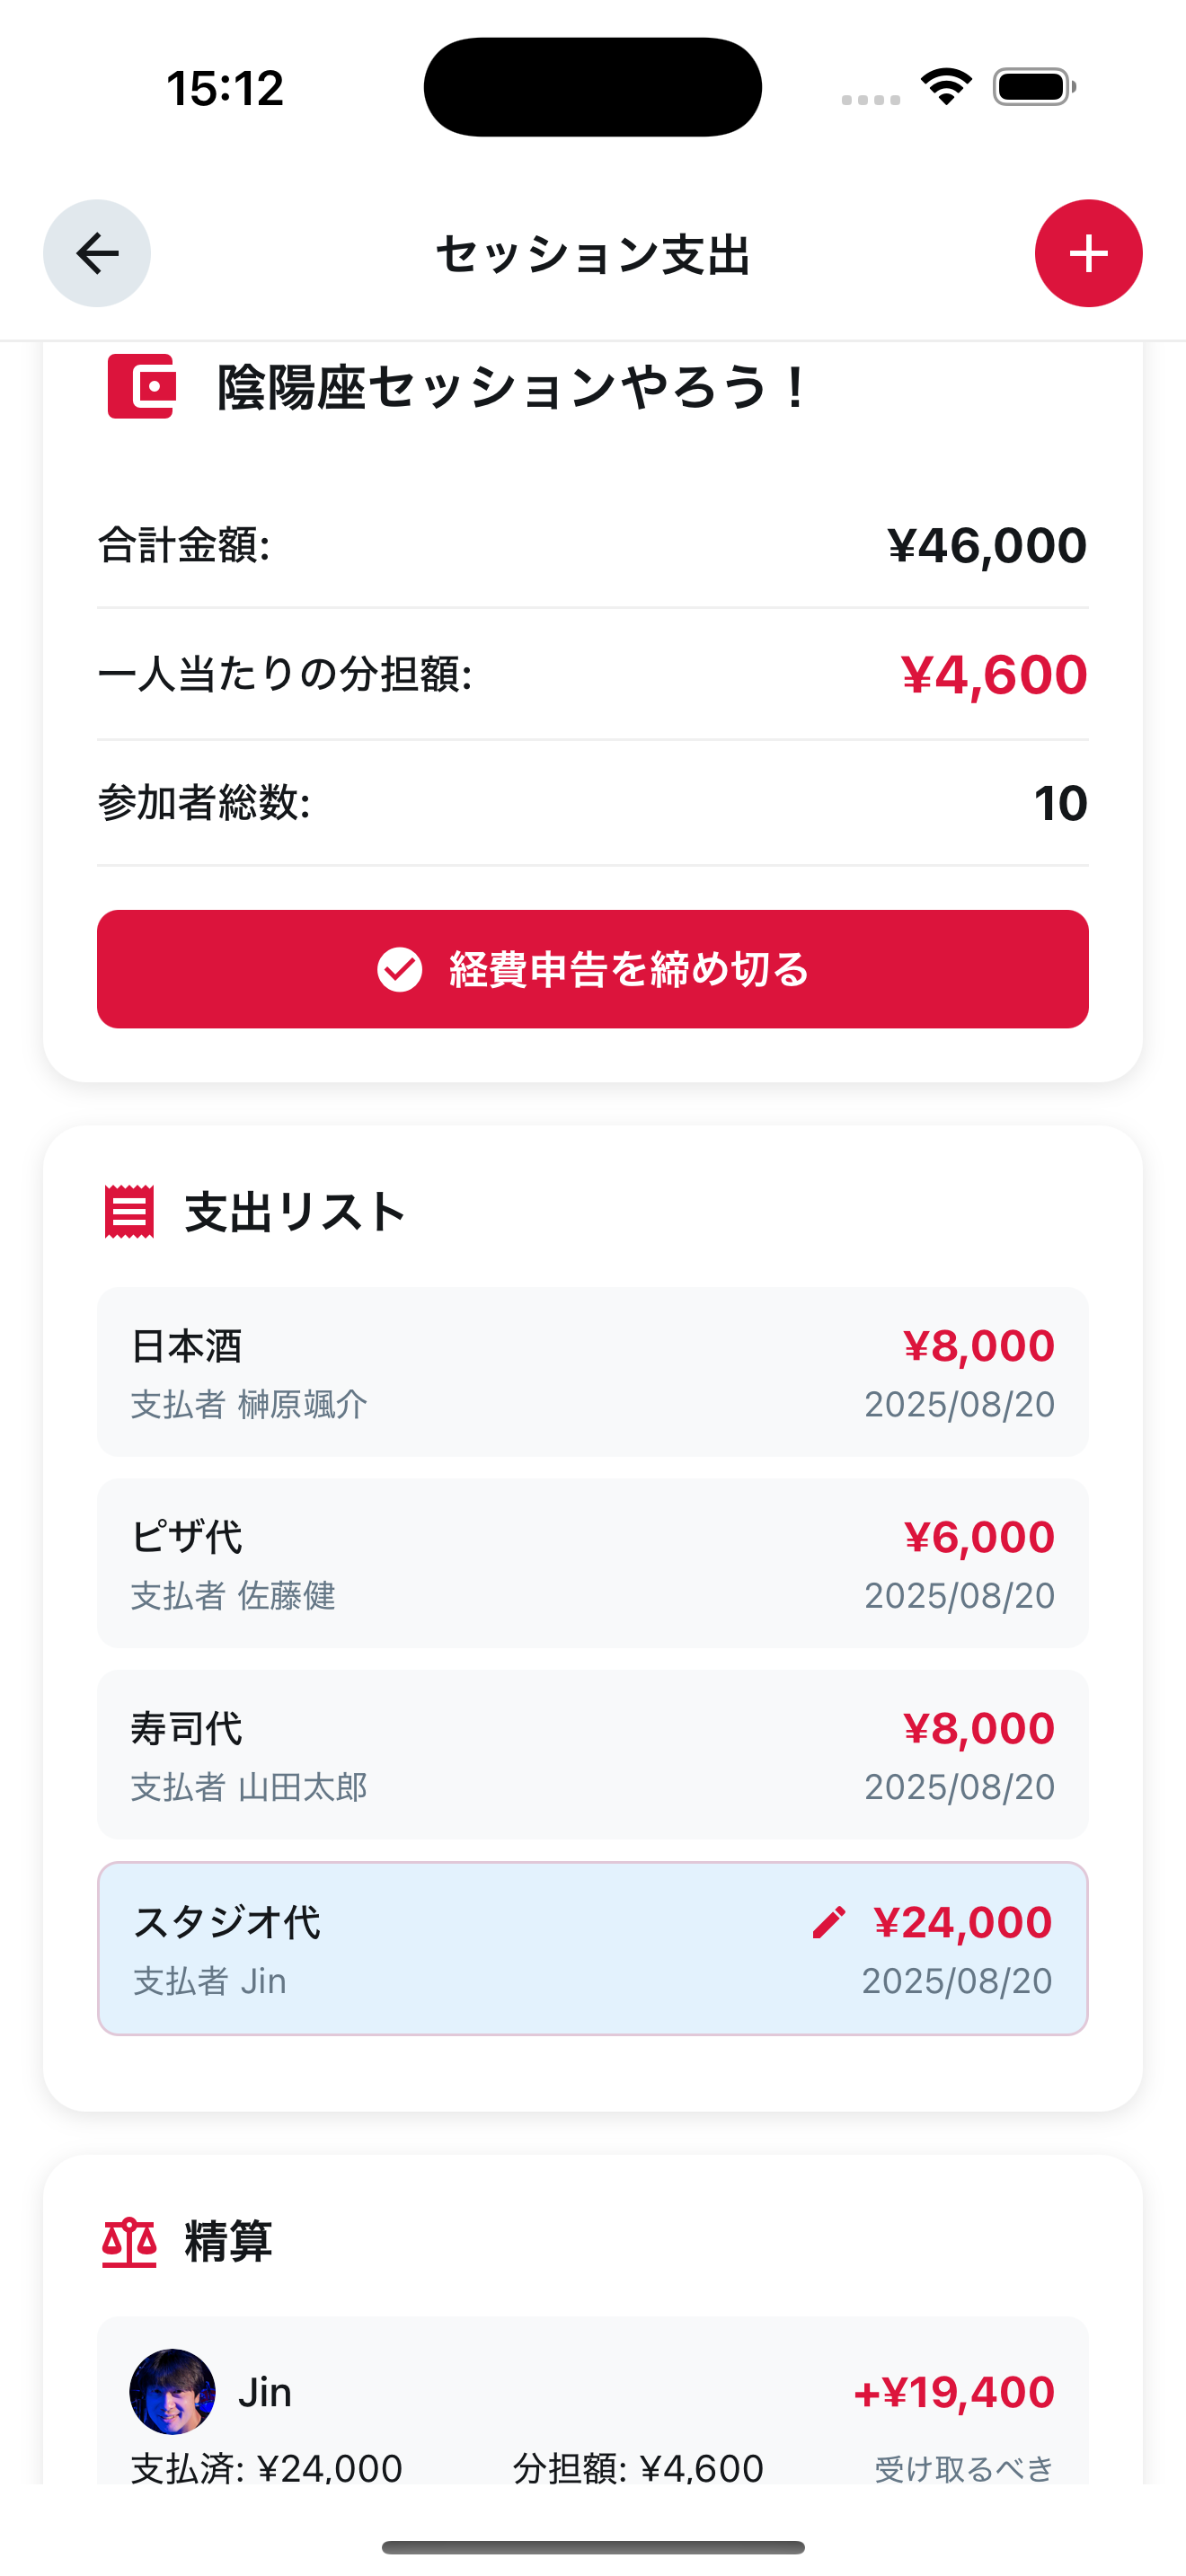 15:12
セッション支出
陰陽座セッションやろう！
合計金額: ¥46,000
一人当たりの分担額: ¥4,600
参加者総数: 10
経費申告を締め切る
支出リスト
日本酒 ¥8,000
支払者 榊原颯介 2025/08/20
ピザ代 ¥6,000
支払者 佐藤健 2025/08/20
寿司代 ¥8,000
支払者 山田太郎 2025/08/20
スタジオ代 ¥24,000
支払者 Jin 2025/08/20
精算
Jin +¥19,400
支払済: ¥24,000 分担額: ¥4,600 受け取るべき